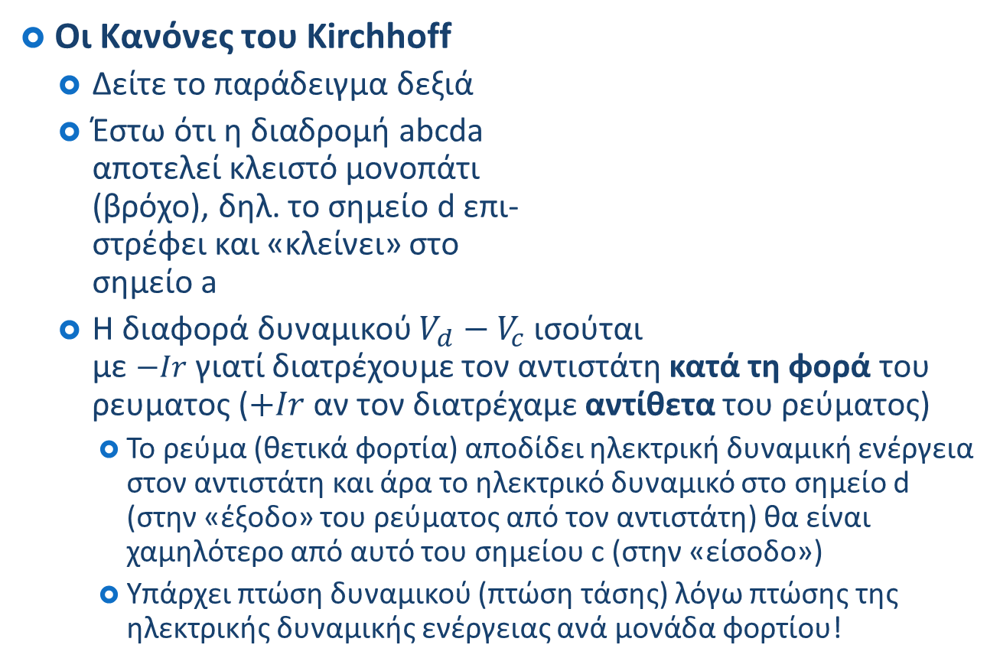 Οι Κανόνες του Kirchhoff
Δείτε το παράδειγμα δεξιά
Έστω ότι η διαδρομή abcda
αποτελεί κλειστό μονοπάτι
(βρόχο), δηλ. το σημείο d επι-
στρέφει και «κλείνει» στο
σημείο a
Η διαφορά δυναμικού V_d − V_c ισούται
με −Ir γιατί διατρέχουμε τον αντιστάτη κατά τη φορά του
ρευματος (+Ir αν τον διατρέχαμε αντίθετα του ρεύματος)
Το ρεύμα (θετικά φορτία) αποδίδει ηλεκτρική δυναμική ενέργεια
στον αντιστάτη και άρα το ηλεκτρικό δυναμικό στο σημείο d
(στην «έξοδο» του ρεύματος από τον αντιστάτη) θα είναι
χαμηλότερο από αυτό του σημείου c (στην «είσοδο»)
Υπάρχει πτώση δυναμικού (πτώση τάσης) λόγω πτώσης της
ηλεκτρικής δυναμικής ενέργειας ανά μονάδα φορτίου!